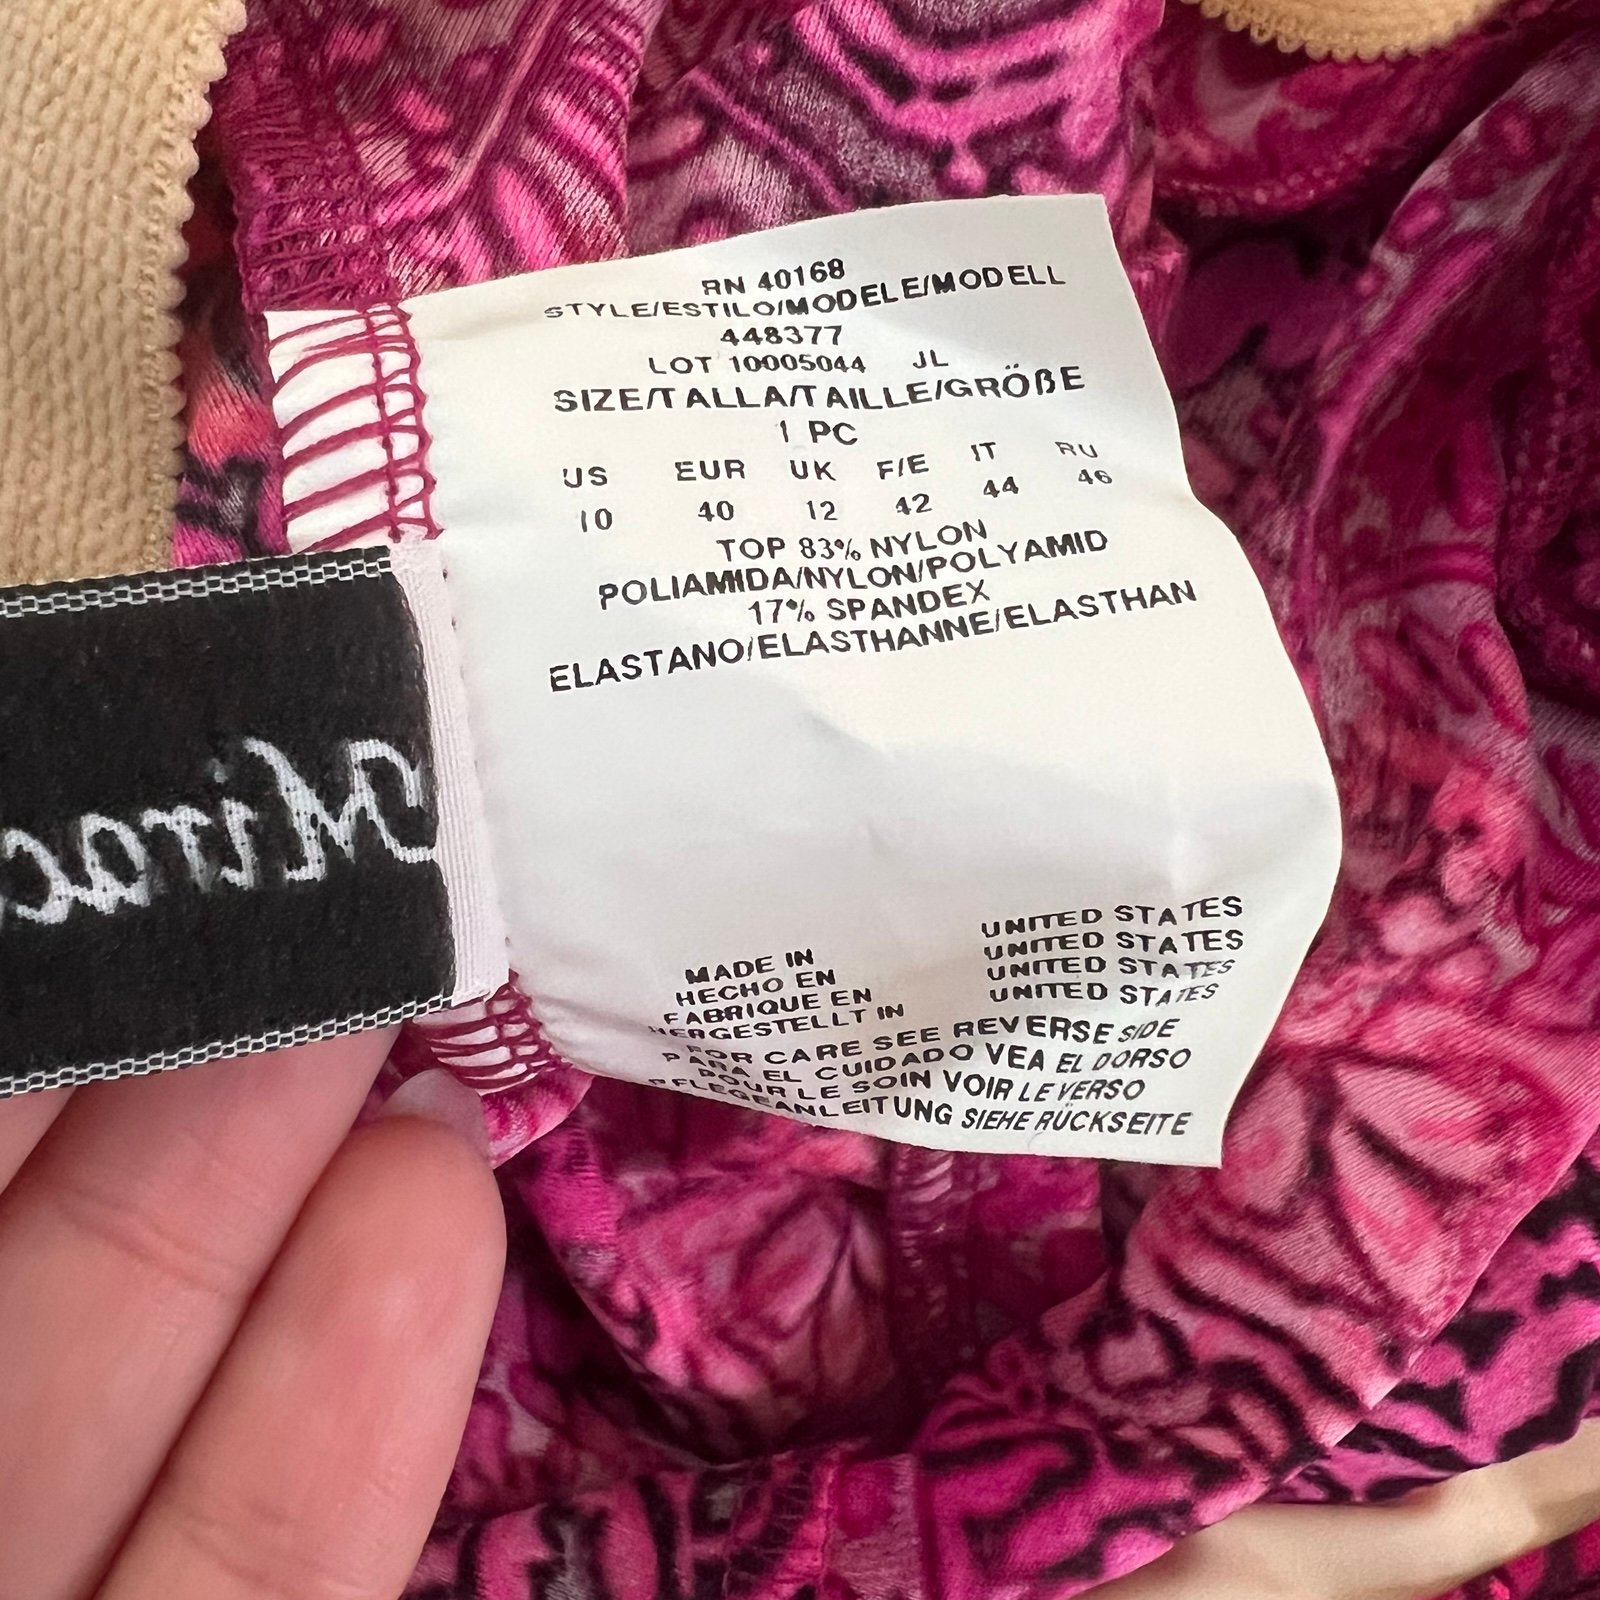 RN 40168
STYLE/ESTILO/MODELE/MODELL
448377
LOT 10005044 JL
SIZE/TALLA/TAILLE/GRÖßE
1 PC
US EUR UK F/E IT RU
10 40 12 42 44 46
TOP 83% NYLON
POLIAMIDA/NYLON/POLYAMID
17% SPANDEX
ELASTANO/ELASTHANNE/ELASTHAN
MADE IN UNITED STATES
HECHO EN UNITED STATES
FABRIQUE EN UNITED STATES
HERGESTELLT IN UNITED STATES
FOR CARE SEE REVERSE SIDE
PARA EL CUIDADO VEA EL DORSO
POUR LE SOIN VOIR LE VERSO
PFLEGEANLEITUNG SIEHE RÜCKSEITE